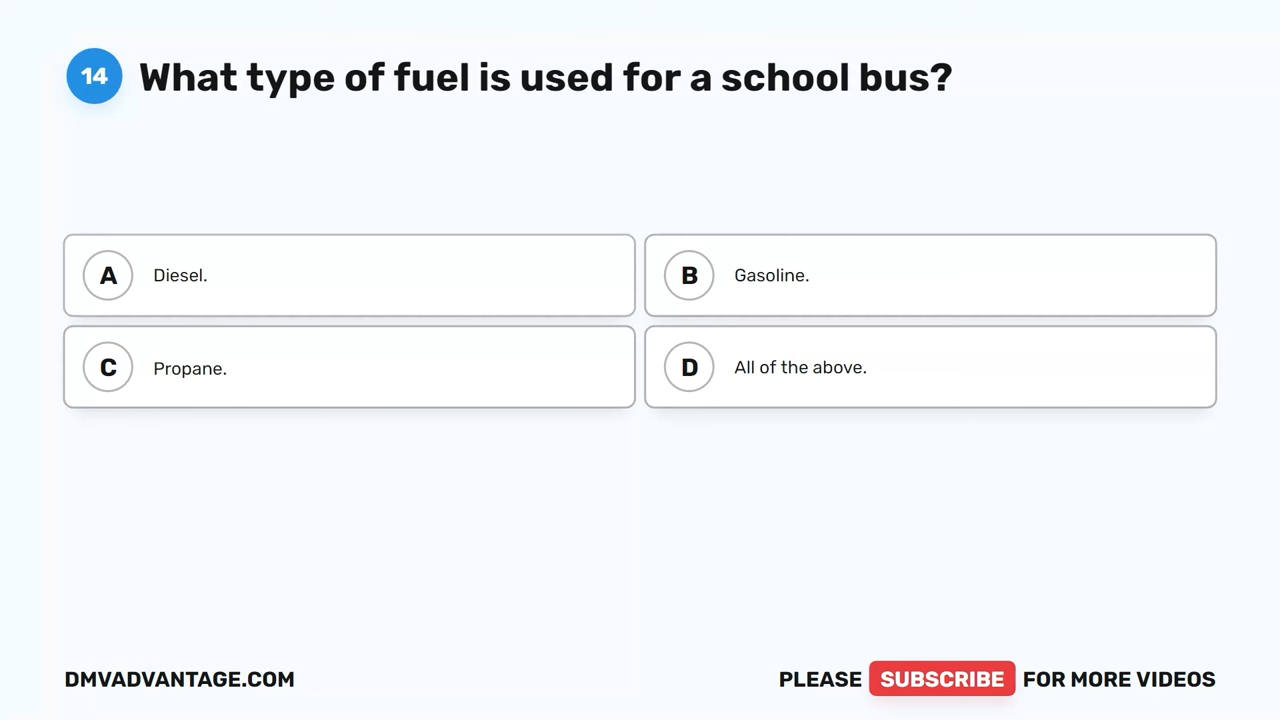 14 What type of fuel is used for a school bus?
A Diesel.
B Gasoline.
C Propane.
D All of the above.
DMVADVANTAGE.COM
PLEASE SUBSCRIBE FOR MORE VIDEOS